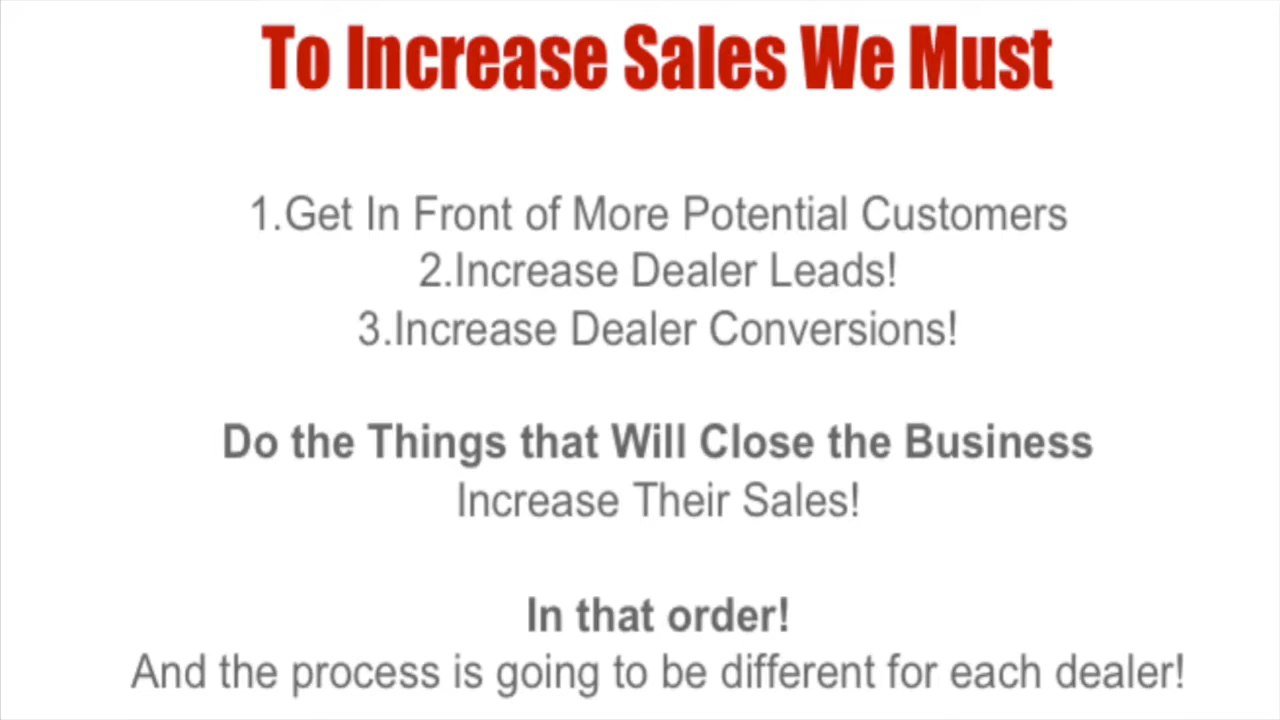 To Increase Sales We Must
1.Get In Front of More Potential Customers
2.Increase Dealer Leads!
3.Increase Dealer Conversions!
Do the Things that Will Close the Business
Increase Their Sales!
In that order!
And the process is going to be different for each dealer!